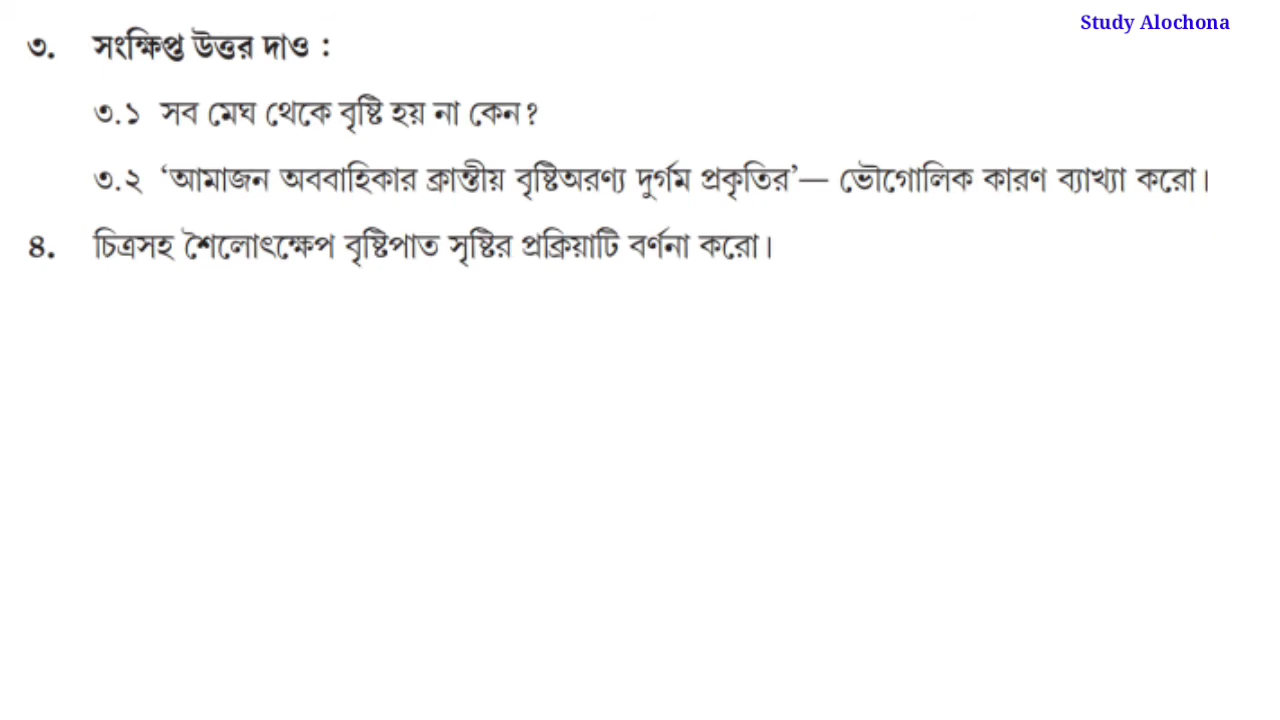 Study Alochona
৩. সংক্ষিপ্ত উত্তর দাও :
৩.১ সব মেঘ থেকে বৃষ্টি হয় না কেন?
৩.২ ‘আমাজন অববাহিকার ক্রান্তীয় বৃষ্টিঅরণ্য দুর্গম প্রকৃতির’— ভৌগোলিক কারণ ব্যাখ্যা করো।
৪. চিত্রসহ শৈলোৎক্ষেপ বৃষ্টিপাত সৃষ্টির প্রক্রিয়াটি বর্ণনা করো।